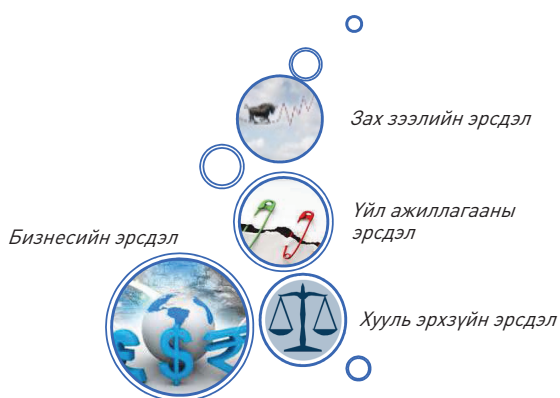 Зах зээлийн эрсдэл
Үйл ажиллагааны
эрсдэл
Бизнесийн эрсдэл
Хууль эрхзүйн эрсдэл